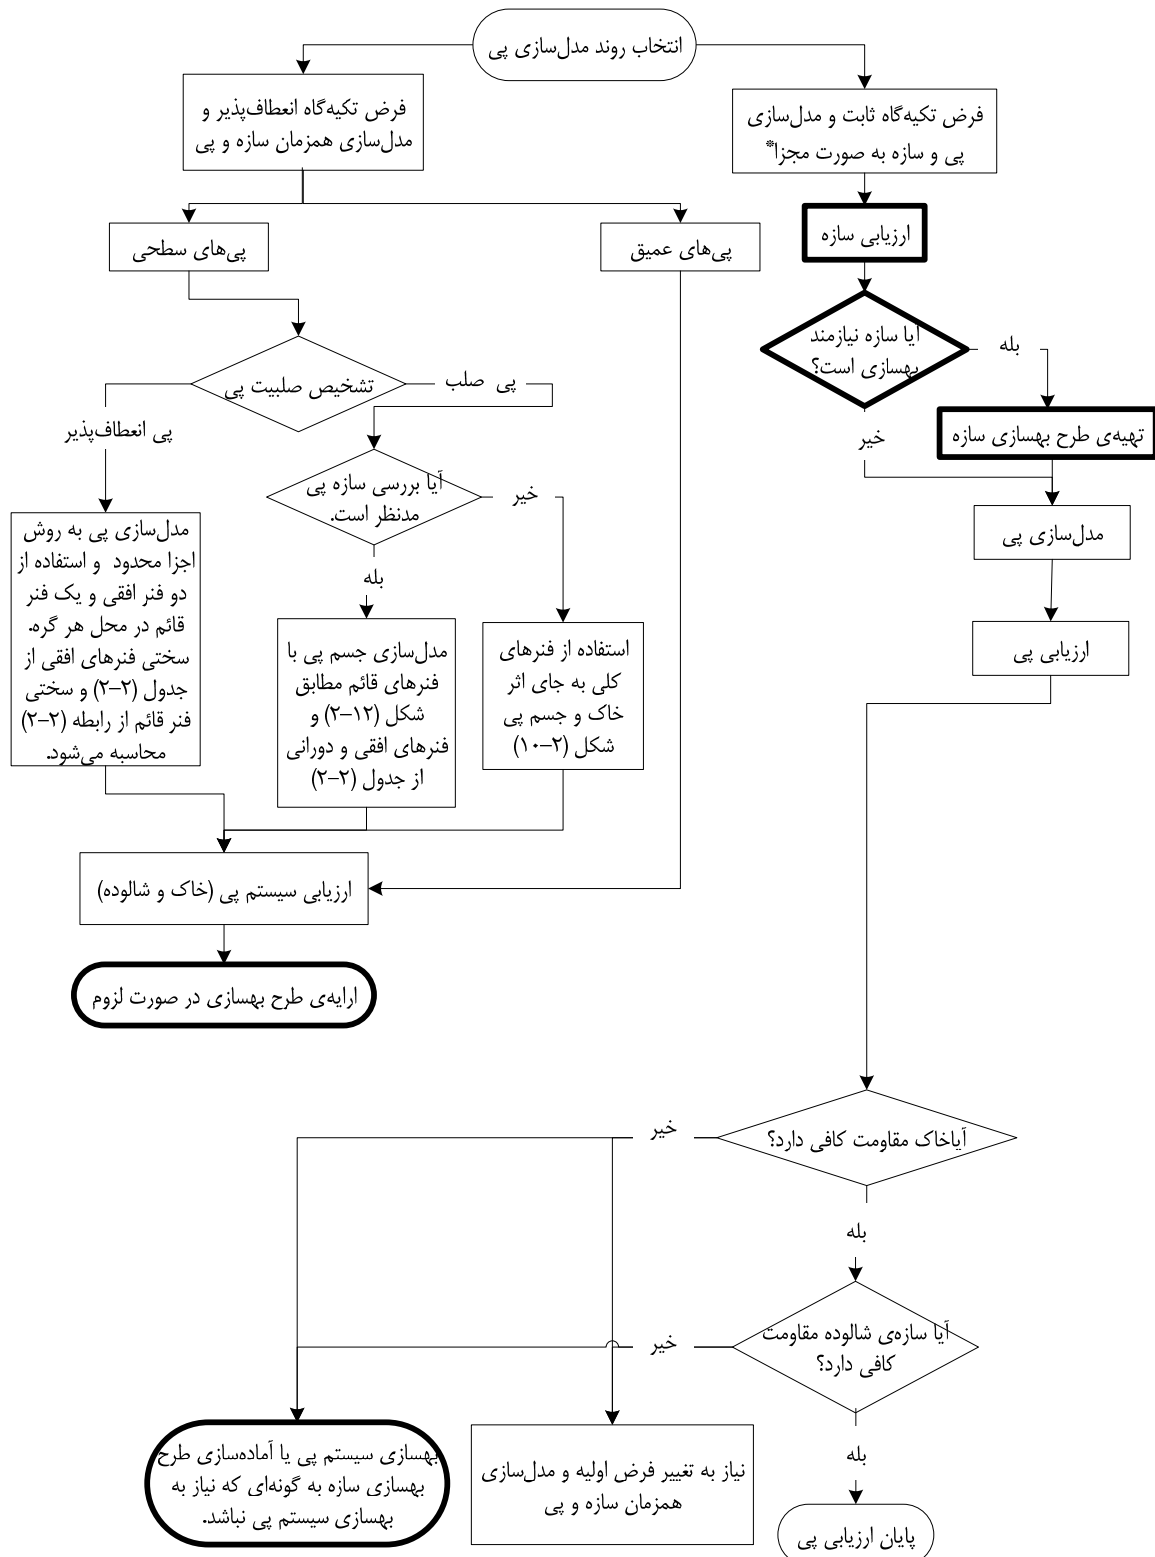 انتخاب روند مدل‌سازی پی
فرض تکیه‌گاه ثابت و مدل‌سازی
پی و سازه به صورت مجزا*
ارزیابی سازه
آیا سازه نیازمند
بهسازی است؟
بله
خیر
تهیه‌ی طرح بهسازی سازه
مدل‌سازی پی
ارزیابی پی
فرض تکیه‌گاه انعطاف‌پذیر و
مدل‌سازی همزمان سازه و پی
پی‌های عمیق
پی‌های سطحی
تشخیص صلبیت پی
پی صلب
پی انعطاف‌پذیر
آیا بررسی سازه پی
مدنظر است.
خیر
بله
استفاده از فنرهای
کلی به جای اثر
خاک و جسم پی
شکل (۲-۱۰)
مدل‌سازی جسم پی با
فنرهای قائم مطابق
شکل (۲-۱۲) و
فنرهای افقی و دورانی
از جدول (۲-۲)
مدل‌سازی پی به روش
اجزا محدود و استفاده از
دو فنر افقی و یک فنر
قائم در محل هر گره.
سختی فنرهای افقی از
جدول (۲-۲) و سختی
فنر قائم از رابطه (۲-۲)
محاسبه می‌شود.
ارزیابی سیستم پی (خاک و شالوده)
ارایه‌ی طرح بهسازی در صورت لزوم
آیاخاک مقاومت کافی دارد؟
خیر
بله
آیا سازه‌ی شالوده مقاومت
کافی دارد؟
خیر
بله
پایان ارزیابی پی
نیاز به تغییر فرض اولیه و مدل‌سازی
همزمان سازه و پی
بهسازی سیستم پی یا آماده‌سازی طرح
بهسازی سازه به گونه‌ای که نیاز به
بهسازی سیستم پی نباشد.